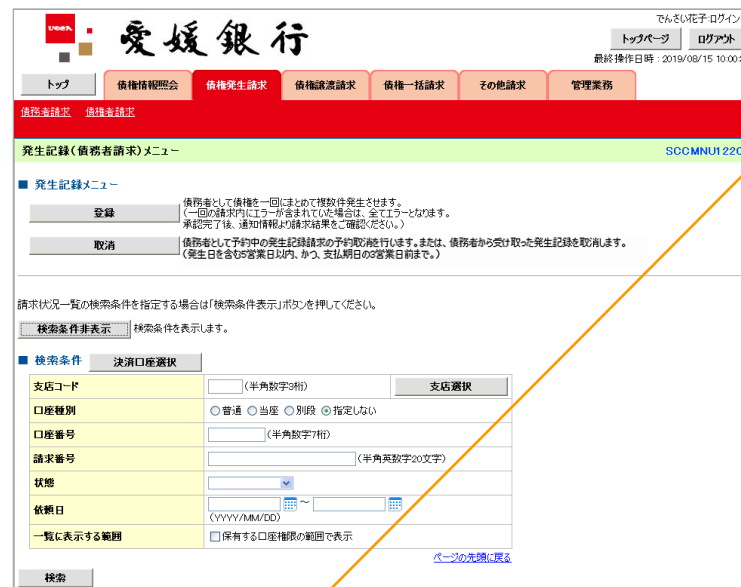 でんさい花子:ログイン
愛媛銀行
トップページ ログアウト
最終操作日時:2019/08/15 10:00:
トップ 債権情報照会 債権発生請求 債権譲渡請求 債権一括請求 その他請求 管理業務
債務者請求 債権者請求
発生記録(債務者請求)メニュー SCCMNU1220
■ 発生記録メニュー
登録
債務者として債権を一回にまとめて複数件発生させます。
(一回の請求内にエラーが含まれていた場合は、全てエラーとなります。
承認完了後、通知情報より請求結果をご確認ください。)
取消
債務者として予約中の発生記録請求の予約取消を行います。または、債務者から受け取った発生記録を取消します。
(発生日を含む5営業日以内、かつ、支払期日の3営業日前まで。)
請求状況一覧の検索条件を指定する場合は「検索条件表示」ボタンを押してください。
検索条件非表示 検索条件を表示します。
■ 検索条件 決済口座選択
支店コード (半角数字3桁) 支店選択
口座種別 ○普通 ○当座 ○別段 ◉指定しない
口座番号 (半角数字7桁)
請求番号 (半角英数字20文字)
状態
依頼日 ~
(YYYY/MM/DD)
一覧に表示する範囲 □保有する口座権限の範囲で表示
ページの先頭に戻る
検索